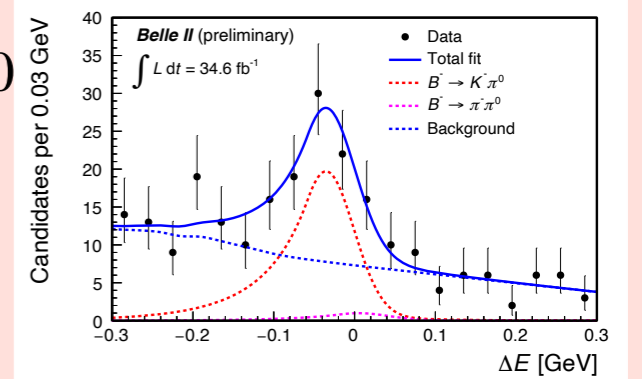 Belle II (preliminary)
∫ L dt = 34.6 fb⁻¹
Data
Total fit
B⁻ → K⁻π⁰
B⁻ → π⁻π⁰
Background
Candidates per 0.03 GeV
40
35
30
25
20
15
10
5
0
−0.3 −0.2 −0.1 0 0.1 0.2 0.3
ΔE [GeV]